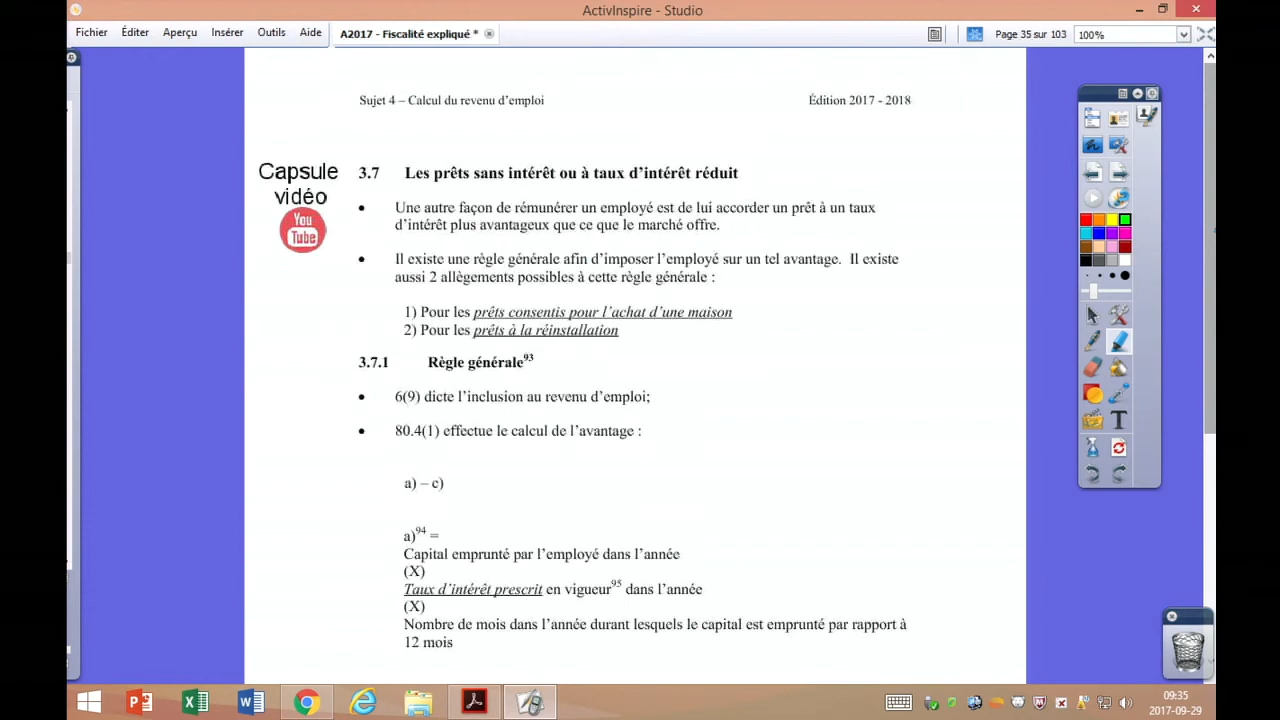 ActivInspire - Studio
Fichier Éditer Aperçu Insérer Outils Aide
A2017 - Fiscalité expliqué *
Page 35 sur 103
100%
Sujet 4 – Calcul du revenu d'emploi
Édition 2017 - 2018
Capsule
vidéo
You
Tube
3.7 Les prêts sans intérêt ou à taux d'intérêt réduit
• Une autre façon de rémunérer un employé est de lui accorder un prêt à un taux
d'intérêt plus avantageux que ce que le marché offre.
• Il existe une règle générale afin d'imposer l'employé sur un tel avantage. Il existe
aussi 2 allègements possibles à cette règle générale :
1) Pour les prêts consentis pour l'achat d'une maison
2) Pour les prêts à la réinstallation
3.7.1 Règle générale93
• 6(9) dicte l'inclusion au revenu d'emploi;
• 80.4(1) effectue le calcul de l'avantage :
a) – c)
a)94 =
Capital emprunté par l'employé dans l'année
(X)
Taux d'intérêt prescrit en vigueur95 dans l'année
(X)
Nombre de mois dans l'année durant lesquels le capital est emprunté par rapport à
12 mois
09:35
2017-09-29